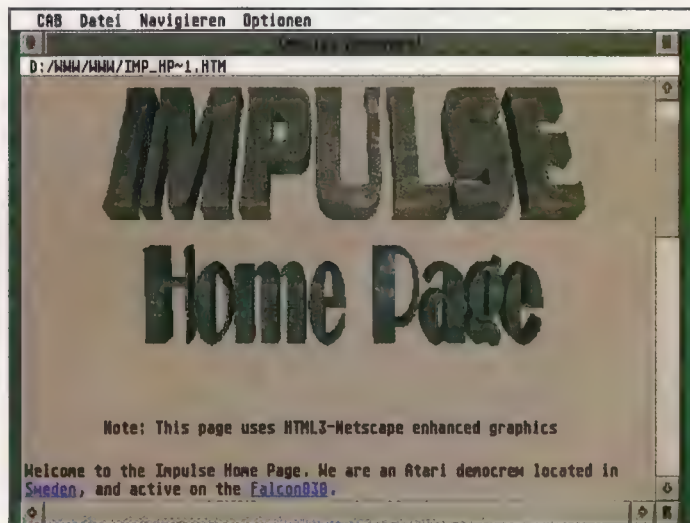 CAB Datei Navigieren Optionen
D:/WWW/WWW/IMP_HP~1.HTM
IMPULSE
Home Page
Note: This page uses HTML3-Netscape enhanced graphics
Welcome to the Impulse Home Page. We are an Atari democrew located in
Sweden, and active on the Falcon030.